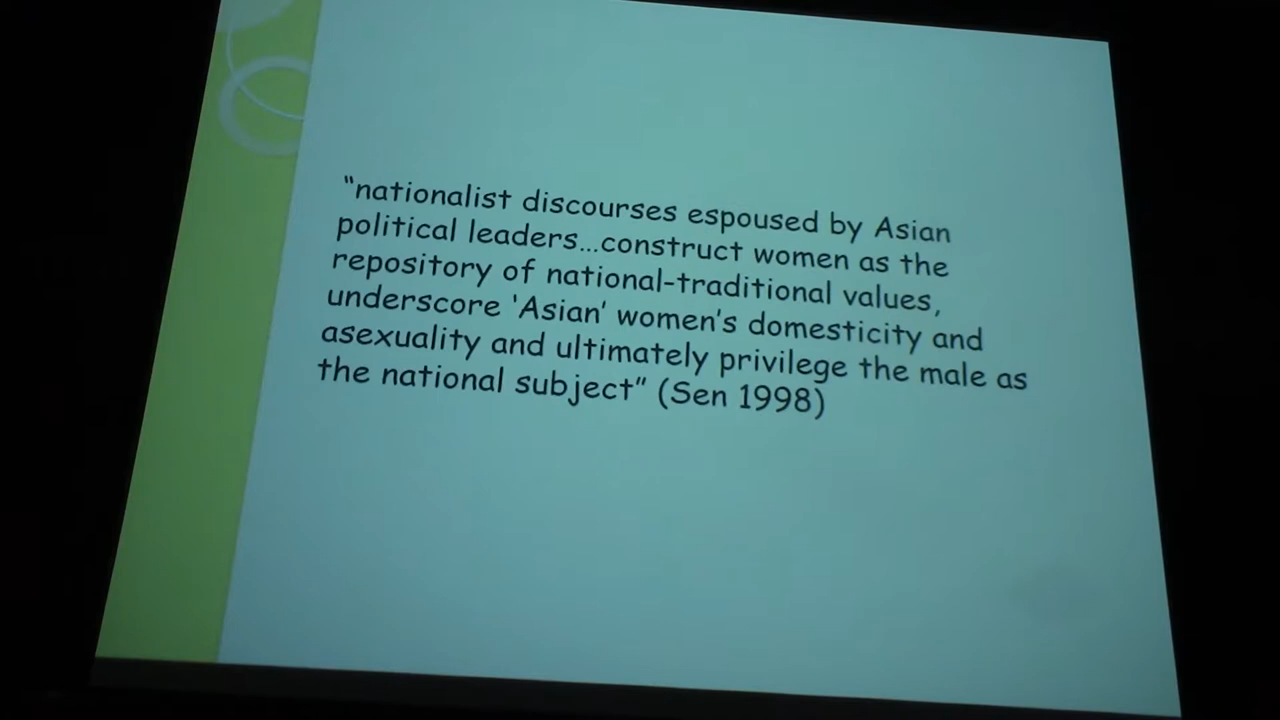 “nationalist discourses espoused by Asian
political leaders…construct women as the
repository of national-traditional values,
underscore ‘Asian’ women’s domesticity and
asexuality and ultimately privilege the male as
the national subject” (Sen 1998)